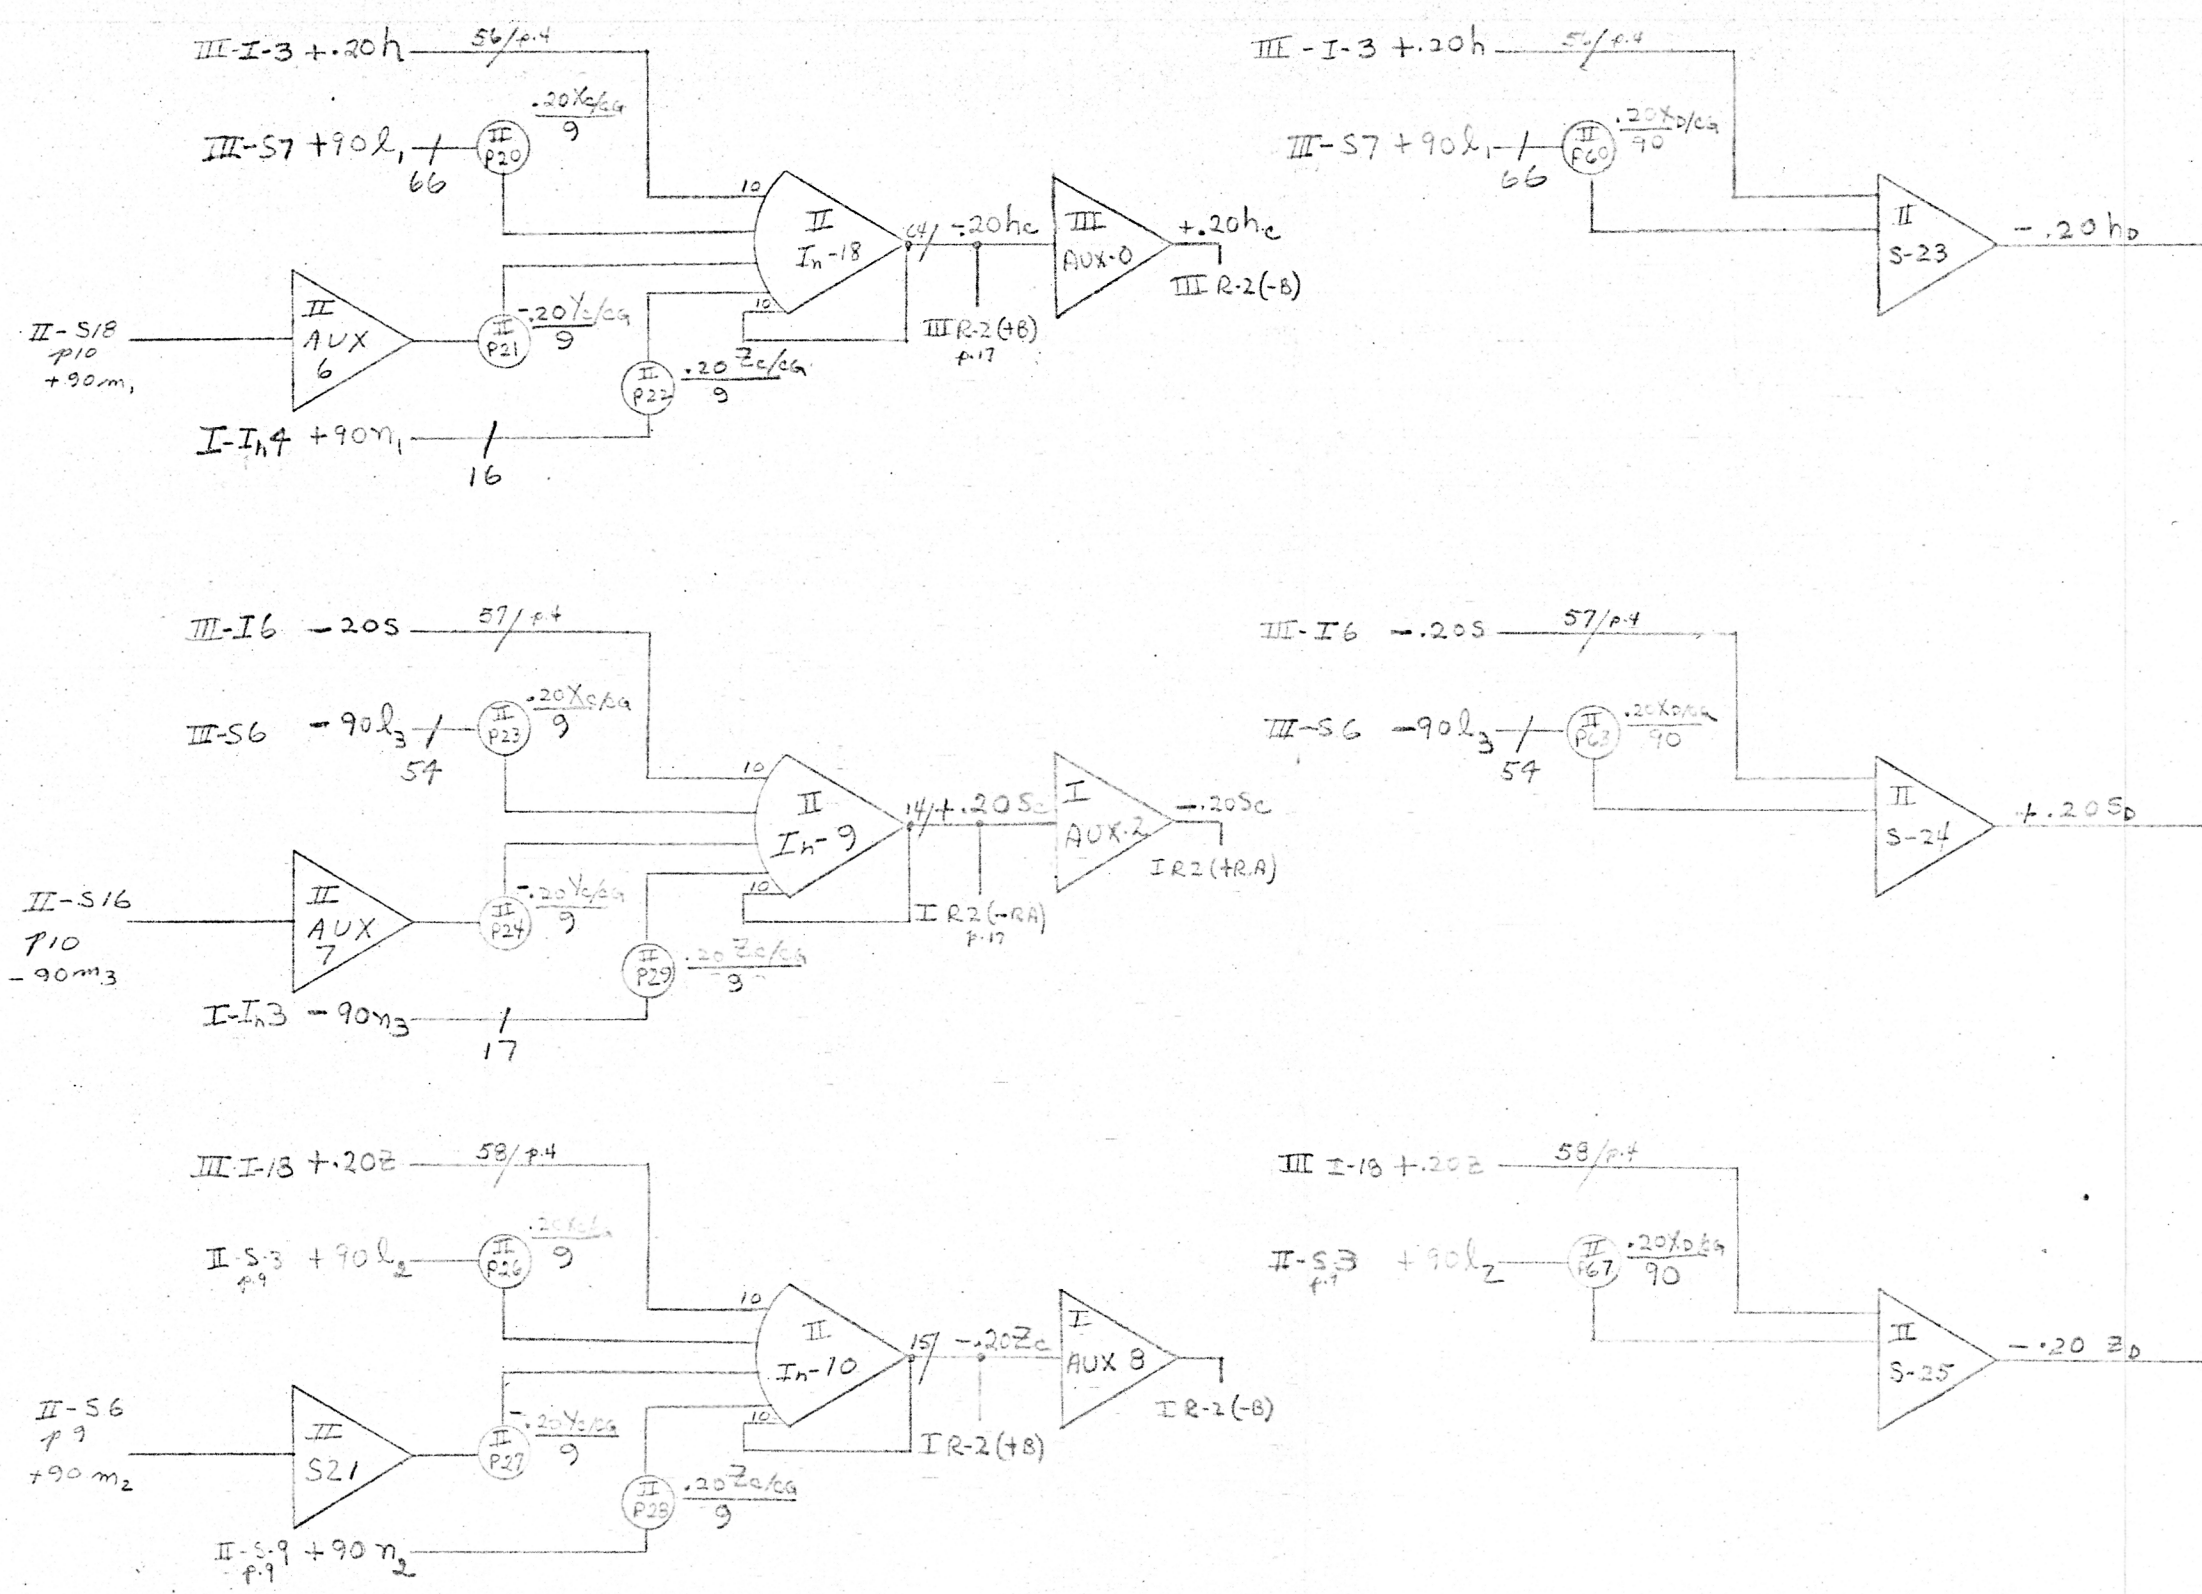 III-I-3 +.20h 56/p.4
.20Xc/CG
9
III-S7 +90l₁ 66
II
P20
10
II
In-18
64/ -.20hc
III
AUX-0
+.20hc
III R-2(-B)
III R-2(+B)
p.17
10
II-S18
p10
+90m₁
II
AUX
6
II
P21
-.20Yc/CG
9
II
P22
.20Zc/CG
9
I-In4 +90n₁
16
III-I-3 +.20h 56/p.4
III-S7 +90l₁ 66
II
P60
.20XD/CG
90
II
S-23
-.20hD
III-I6 -20S 57/p.4
III-S6 -90l₃ 54
II
P23
.20Xc/CG
9
10
II
In-9
14/ +.20Sc
I
AUX-2
-.20Sc
I R2(+RA)
I R2(-RA)
p.17
10
II-S16
p10
-90m₃
II
AUX
7
II
P24
-.20Yc/CG
9
II
P29
.20Zc/CG
9
I-In3 -90n₃
17
III-I6 -.20S 57/p.4
III-S6 -90l₃ 54
II
P63
.20XD/CG
90
II
S-24
+.20SD
III I-18 +.20Z 58/p.4
II-S-3 +90l₂
p.9
II
P26
.20Xc/CG
9
10
II
In-10
15/ -.20Zc
I
AUX 8
I R-2(-B)
I R-2(+B)
10
II-S6
p9
+90m₂
II
S21
II
P27
-.20Yc/CG
9
II
P28
.20Zc/CG
9
II-S-9 +90n₂
p.9
III I-18 +.20Z 58/p.4
II-S.3 +90l₂
p.9
II
P67
.20XD/CG
90
II
S-25
-.20ZD